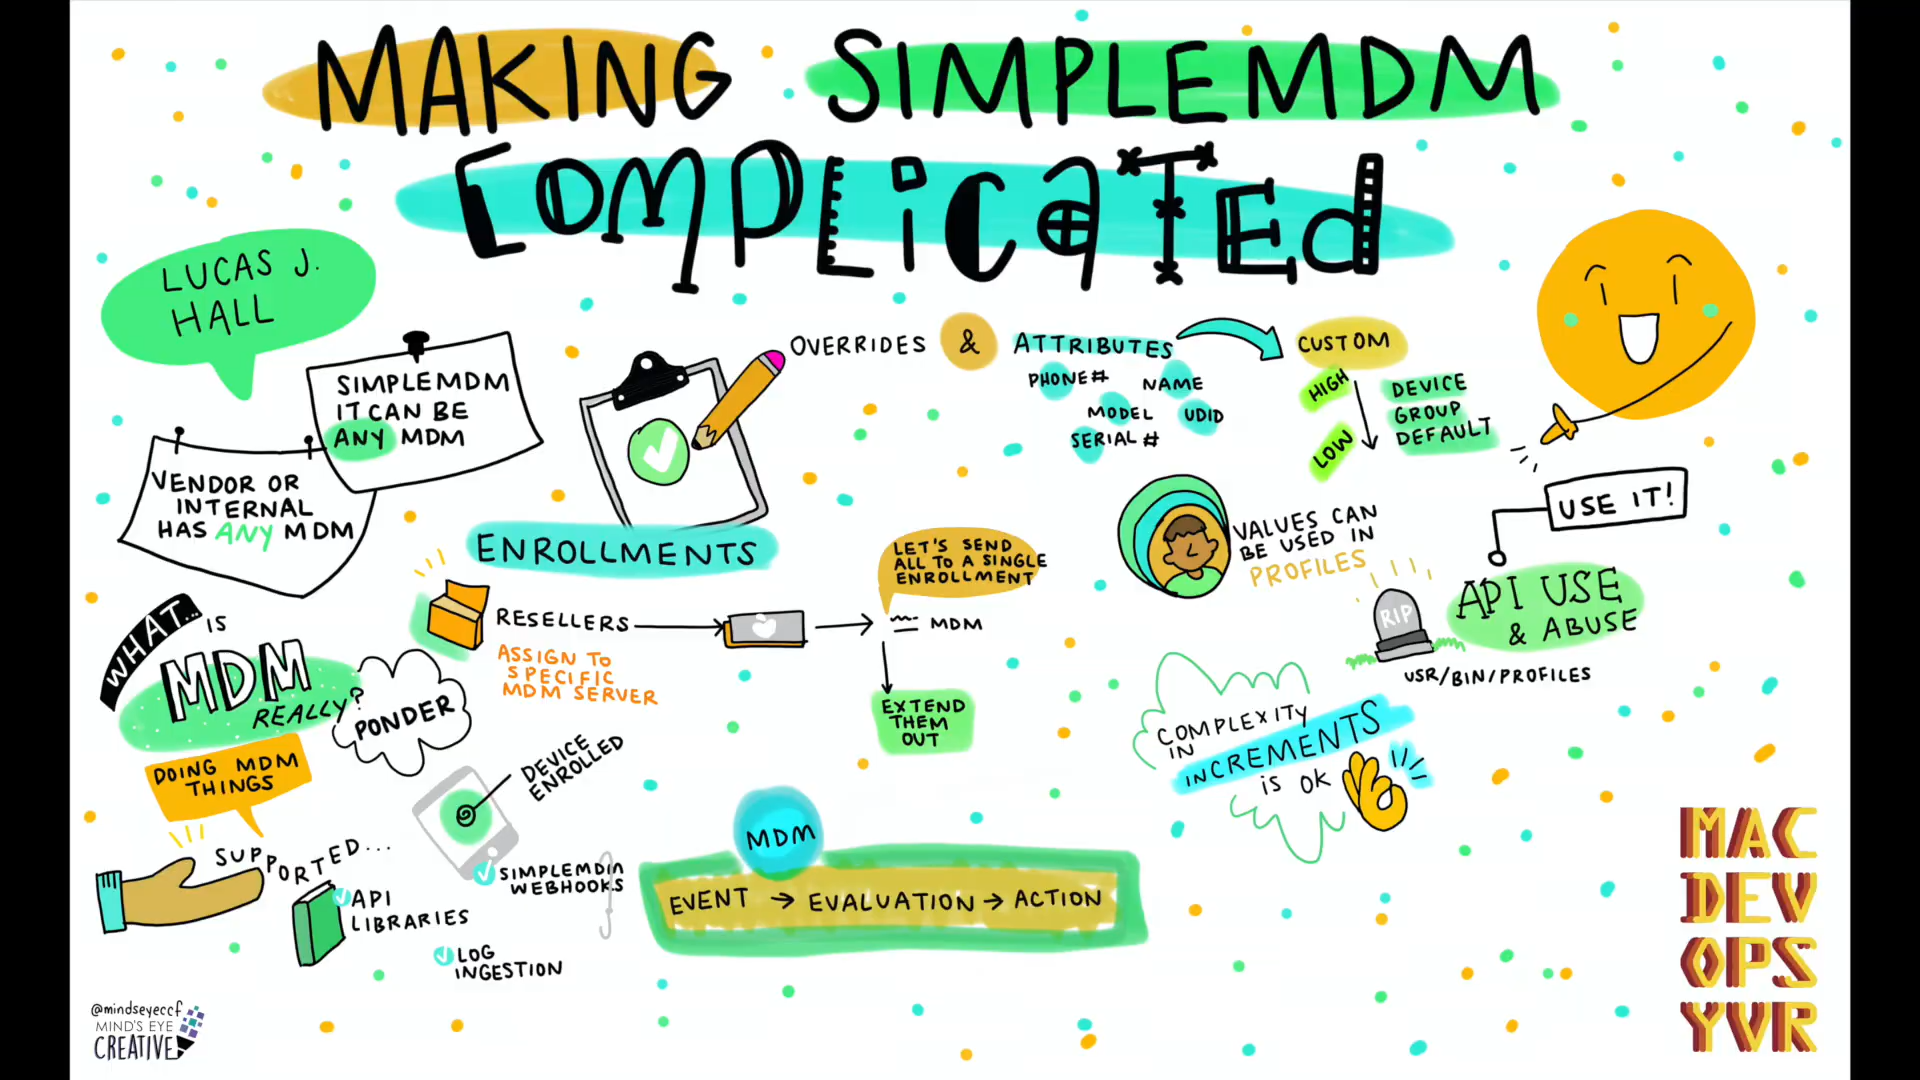 MAKING SIMPLEMDM
COMPLICATED
LUCAS J.
HALL
SIMPLEMDM
IT CAN BE
ANY MDM
VENDOR OR
INTERNAL
HAS ANY MDM
OVERRIDES & ATTRIBUTES
PHONE#
NAME
MODEL
UDID
SERIAL #
CUSTOM
HIGH
LOW
DEVICE
GROUP
DEFAULT
VALUES CAN
BE USED IN
PROFILES
USE IT!
API USE
& ABUSE
RIP
USR/BIN/PROFILES
ENROLLMENTS
RESELLERS
ASSIGN TO
SPECIFIC
MDM SERVER
LET'S SEND
ALL TO A SINGLE
ENROLLMENT
MDM
EXTEND
THEM
OUT
WHAT... IS
MDM
REALLY?
PONDER
DOING MDM
THINGS
SUPPORTED...
API
LIBRARIES
DEVICE
ENROLLED
SIMPLEMDM
WEBHOOKS
LOG
INGESTION
MDM
EVENT → EVALUATION → ACTION
COMPLEXITY
IN
INCREMENTS
IS OK
@mindseyeccf
MIND'S EYE
CREATIVE
MAC
DEV
OPS
YVR